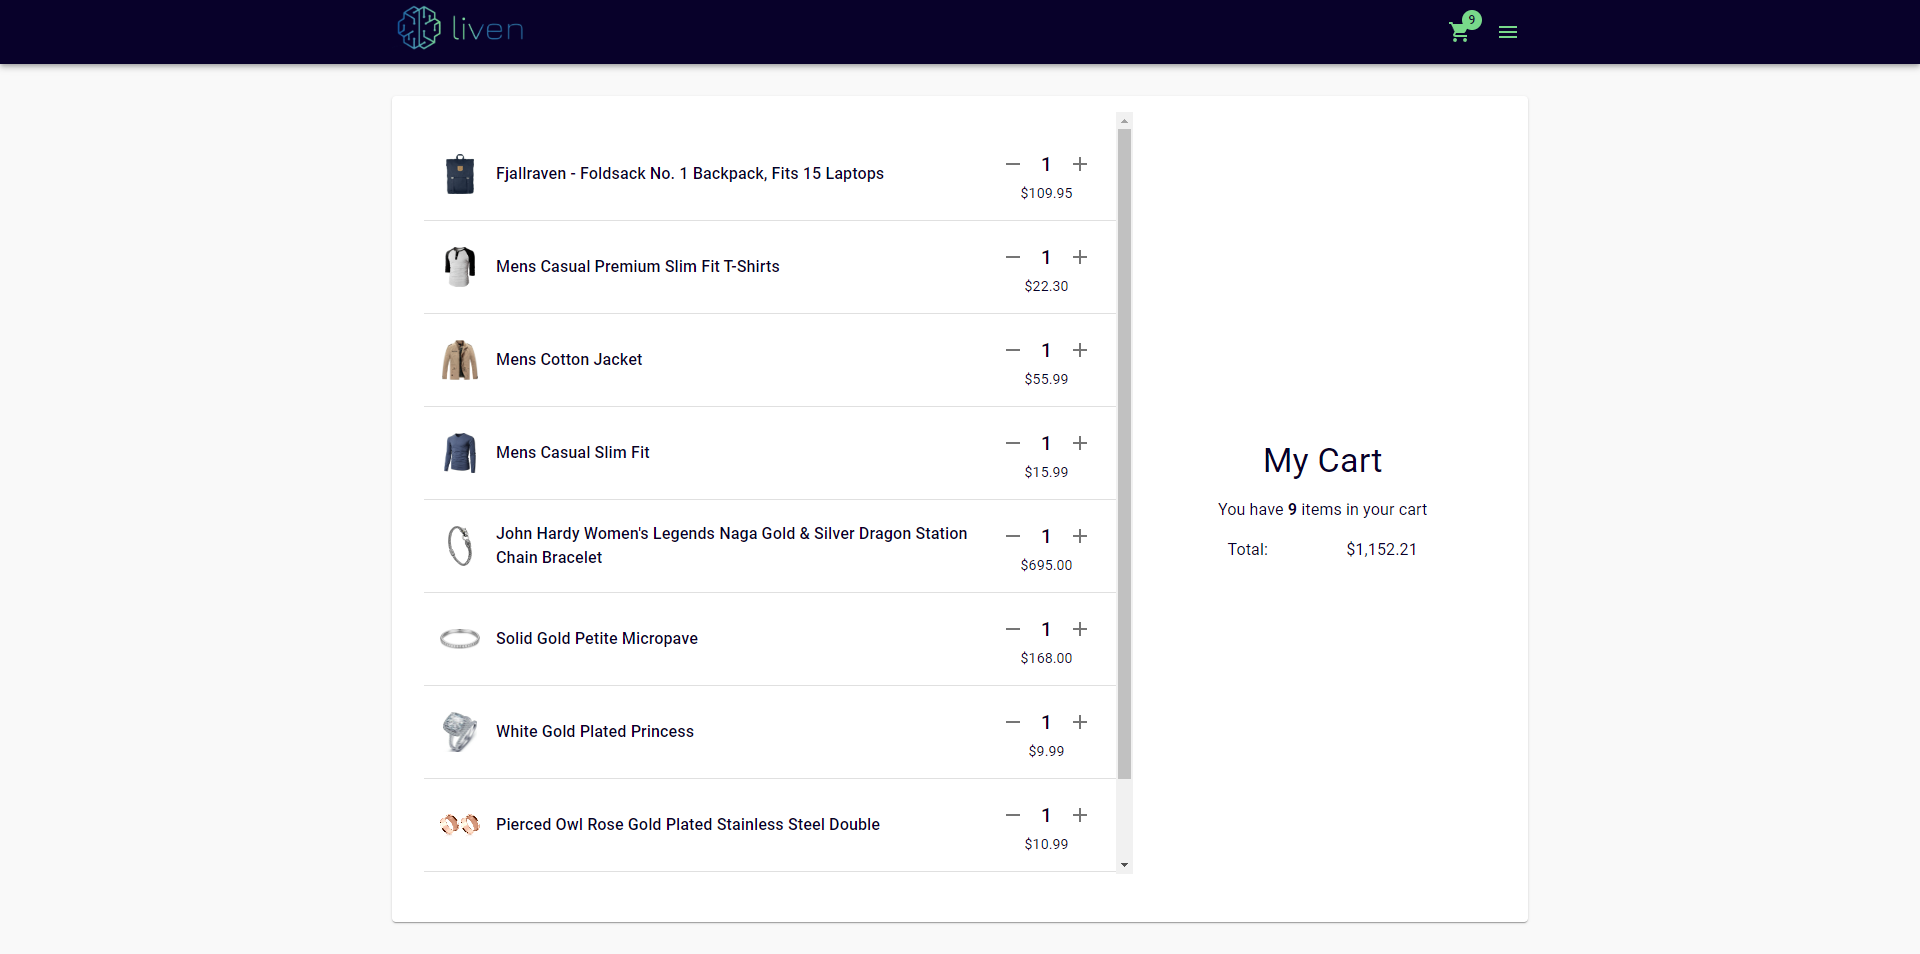 liven
9
Fjallraven - Foldsack No. 1 Backpack, Fits 15 Laptops
1
$109.95
Mens Casual Premium Slim Fit T-Shirts
1
$22.30
Mens Cotton Jacket
1
$55.99
Mens Casual Slim Fit
1
$15.99
John Hardy Women's Legends Naga Gold & Silver Dragon Station
Chain Bracelet
1
$695.00
Solid Gold Petite Micropave
1
$168.00
White Gold Plated Princess
1
$9.99
Pierced Owl Rose Gold Plated Stainless Steel Double
1
$10.99
My Cart
You have 9 items in your cart
Total: $1,152.21